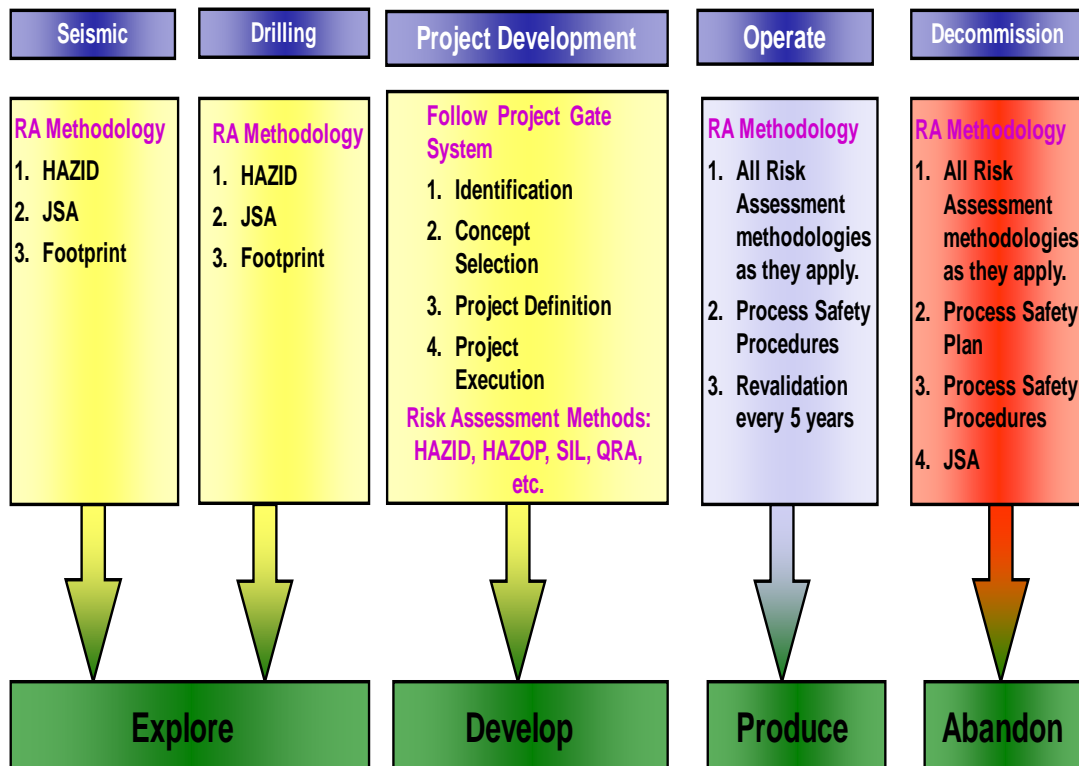 Seismic
Drilling
Project Development
Operate
Decommission
RA Methodology
1. HAZID
2. JSA
3. Footprint
RA Methodology
1. HAZID
2. JSA
3. Footprint
Follow Project Gate
System
1. Identification
2. Concept
Selection
3. Project Definition
4. Project
Execution
Risk Assessment Methods:
HAZID, HAZOP, SIL, QRA,
etc.
RA Methodology
1. All Risk
Assessment
methodologies
as they apply.
2. Process Safety
Procedures
3. Revalidation
every 5 years
RA Methodology
1. All Risk
Assessment
methodologies
as they apply.
2. Process Safety
Plan
3. Process Safety
Procedures
4. JSA
Explore
Develop
Produce
Abandon